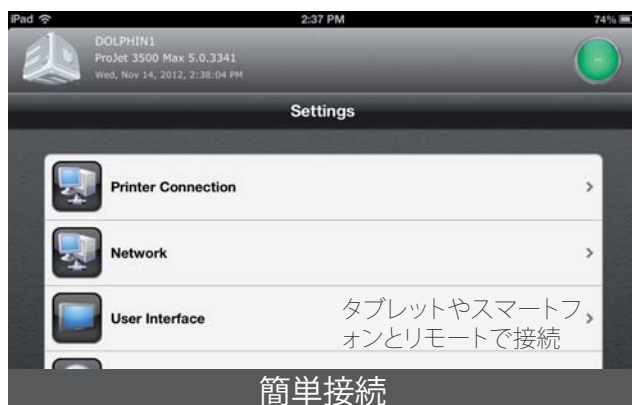 iPad
2:37 PM
74%
DOLPHIN1
ProJet 3500 Max 5.0.3341
Wed, Nov 14, 2012, 2:38:04 PM
Settings
Printer Connection
Network
User Interface
タブレットやスマートフ
ォンとリモートで接続
簡単接続